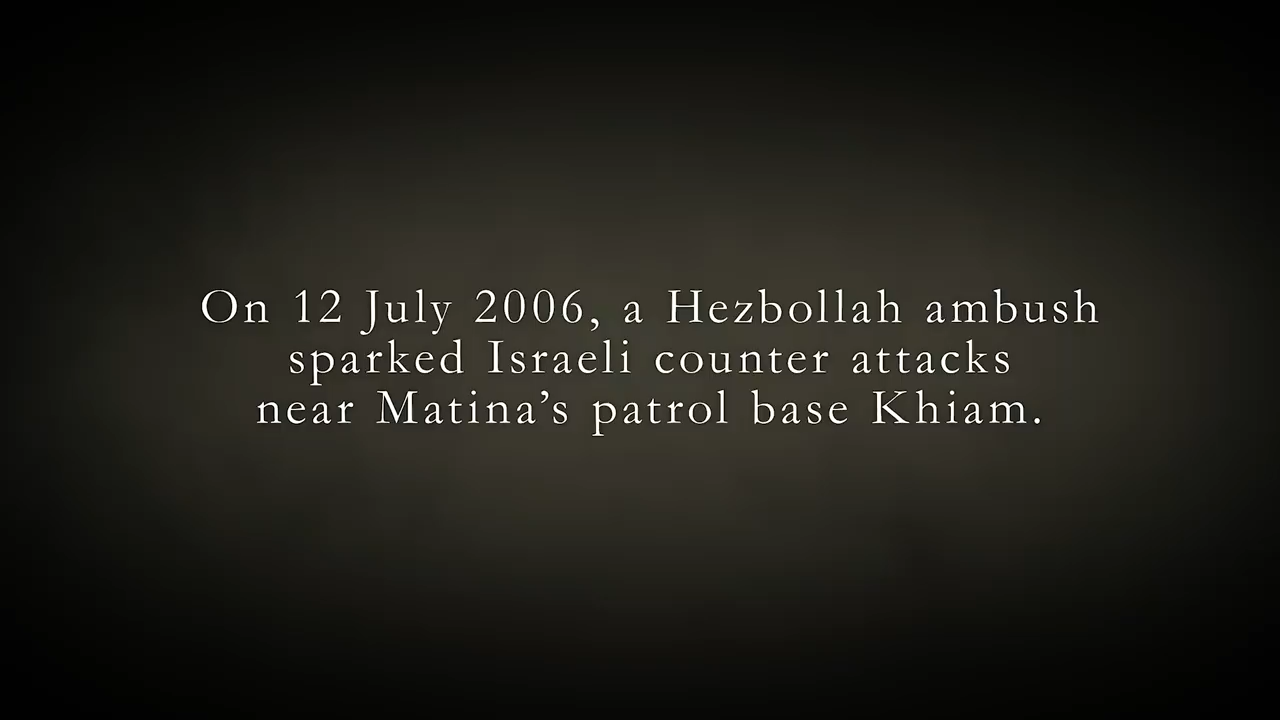 On 12 July 2006, a Hezbollah ambush
sparked Israeli counter attacks
near Matina’s patrol base Khiam.